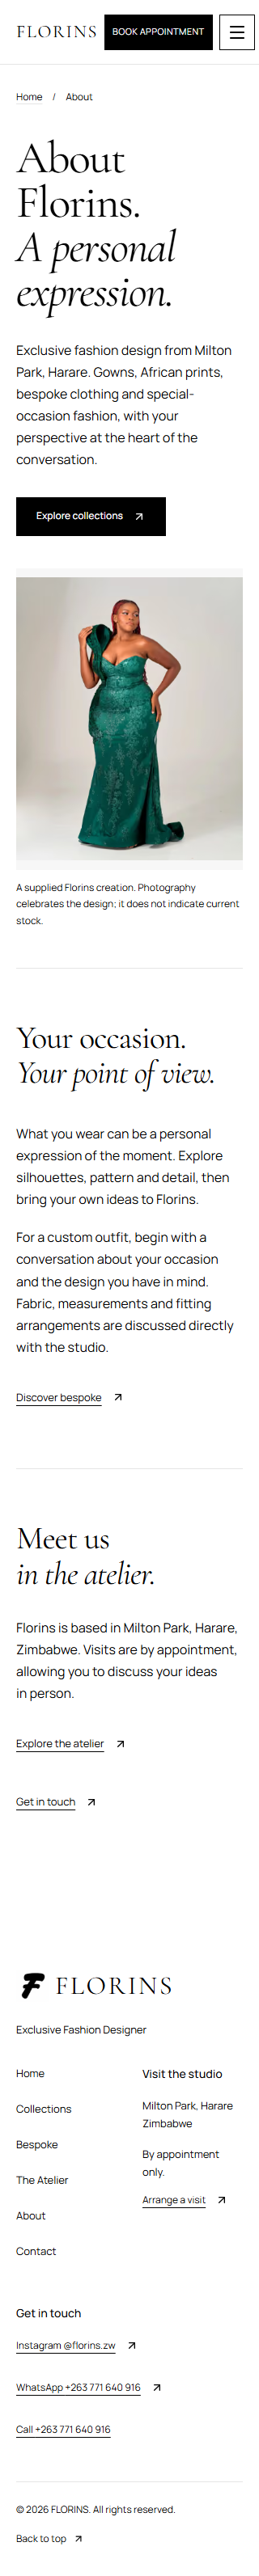 FLORINS
BOOK APPOINTMENT
Home / About
About
Florins.
A personal
expression.
Exclusive fashion design from Milton
Park, Harare. Gowns, African prints,
bespoke clothing and special-
occasion fashion, with your
perspective at the heart of the
conversation.
Explore collections
A supplied Florins creation. Photography
celebrates the design; it does not indicate current
stock.
Your occasion.
Your point of view.
What you wear can be a personal
expression of the moment. Explore
silhouettes, pattern and detail, then
bring your own ideas to Florins.
For a custom outfit, begin with a
conversation about your occasion
and the design you have in mind.
Fabric, measurements and fitting
arrangements are discussed directly
with the studio.
Discover bespoke
Meet us
in the atelier.
Florins is based in Milton Park, Harare,
Zimbabwe. Visits are by appointment,
allowing you to discuss your ideas
in person.
Explore the atelier
Get in touch
FLORINS
Exclusive Fashion Designer
Home
Collections
Bespoke
The Atelier
About
Contact
Visit the studio
Milton Park, Harare
Zimbabwe
By appointment
only.
Arrange a visit
Get in touch
Instagram @florins.zw
WhatsApp +263 771 640 916
Call +263 771 640 916
© 2026 FLORINS. All rights reserved.
Back to top